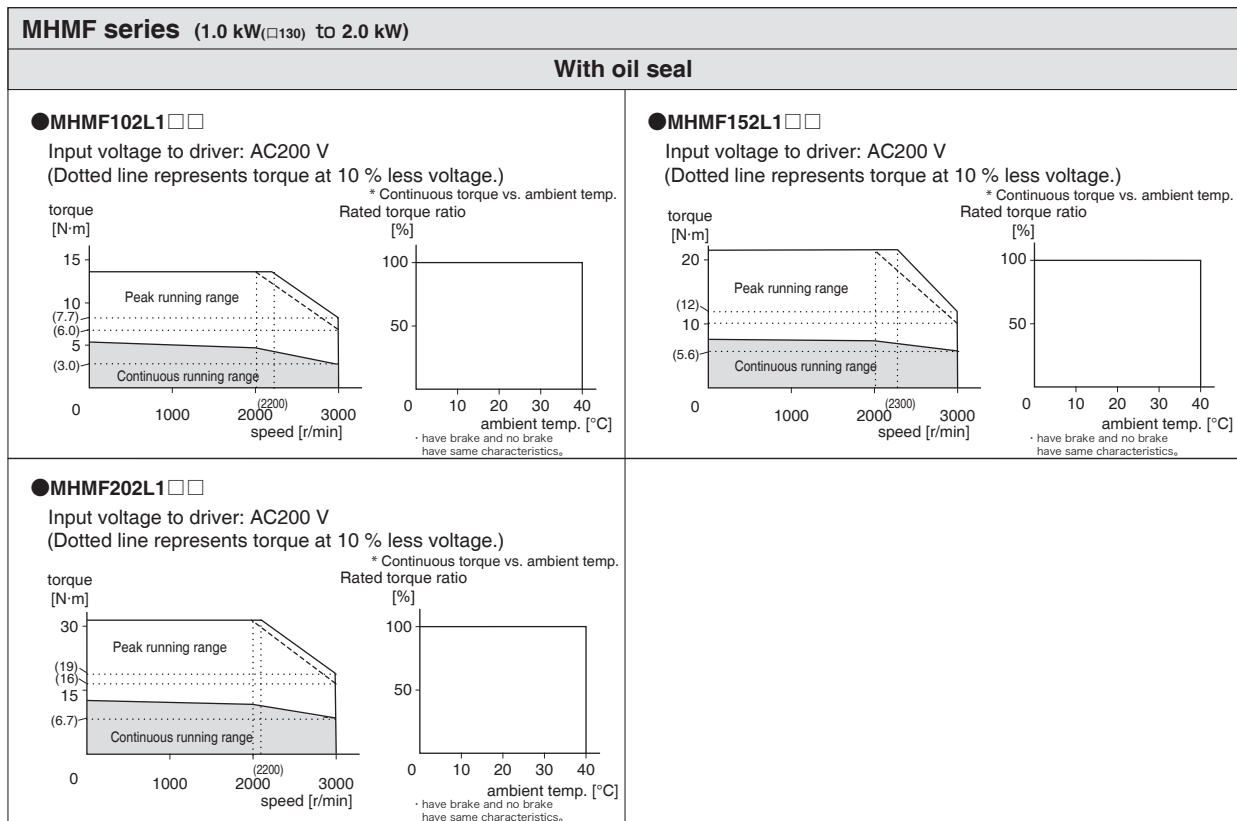 MHMF series (1.0 kW(□130) to 2.0 kW)
With oil seal
●MHMF102L1□□
Input voltage to driver: AC200 V
(Dotted line represents torque at 10 % less voltage.)
* Continuous torque vs. ambient temp.
torque
[N·m]
15
10
(7.7)
(6.0)
5
(3.0)
0
Peak running range
Continuous running range
1000
2000
(2200)
3000
speed [r/min]
Rated torque ratio
[%]
100
50
0
10
20
30
40
ambient temp. [°C]
· have brake and no brake
have same characteristics。
●MHMF152L1□□
Input voltage to driver: AC200 V
(Dotted line represents torque at 10 % less voltage.)
* Continuous torque vs. ambient temp.
torque
[N·m]
20
(12)
10
(5.6)
0
Peak running range
Continuous running range
1000
2000
(2300)
3000
speed [r/min]
Rated torque ratio
[%]
100
50
0
10
20
30
40
ambient temp. [°C]
· have brake and no brake
have same characteristics。
●MHMF202L1□□
Input voltage to driver: AC200 V
(Dotted line represents torque at 10 % less voltage.)
* Continuous torque vs. ambient temp.
torque
[N·m]
30
(19)
(16)
15
(6.7)
0
Peak running range
Continuous running range
1000
2000
(2200)
3000
speed [r/min]
Rated torque ratio
[%]
100
50
0
10
20
30
40
ambient temp. [°C]
· have brake and no brake
have same characteristics。